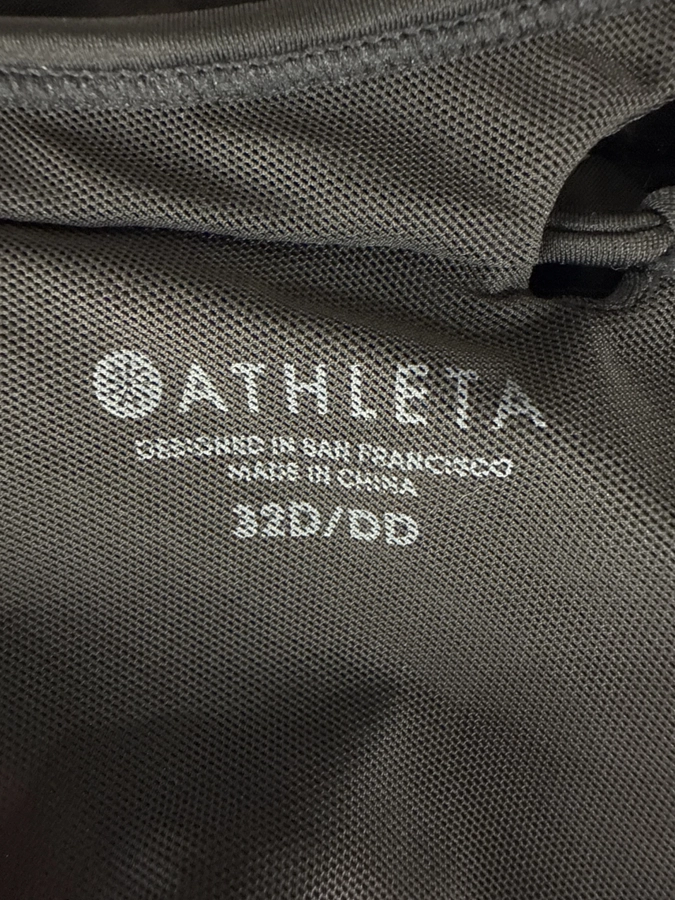 ATHLETA
DESIGNED IN SAN FRANCISCO
MADE IN CHINA
32D/DD